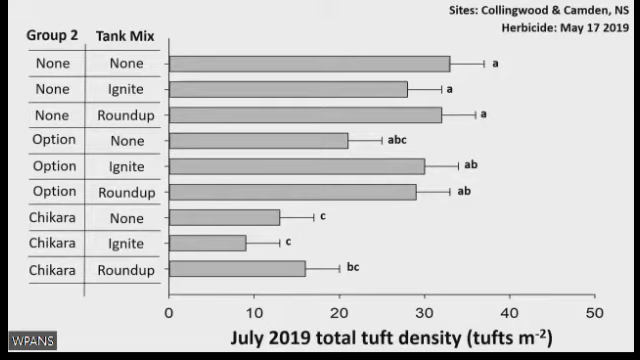 Sites: Collingwood & Camden, NS
Herbicide: May 17 2019
Group 2 Tank Mix
None None a
None Ignite a
None Roundup a
Option None abc
Option Ignite ab
Option Roundup ab
Chikara None c
Chikara Ignite c
Chikara Roundup bc
0 10 20 30 40 50
July 2019 total tuft density (tufts m⁻²)
WPANS